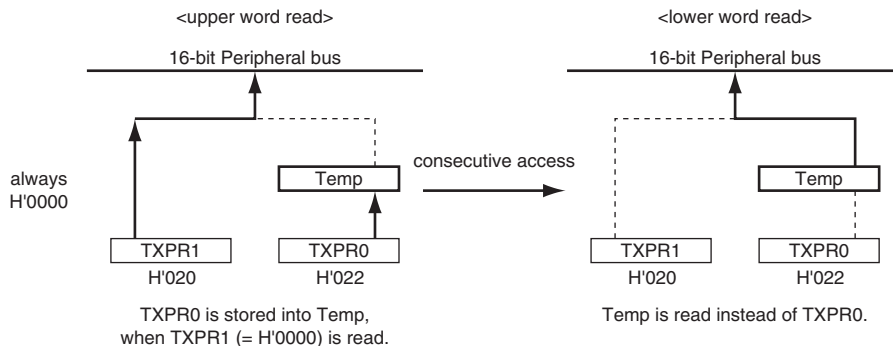 <upper word read>
16-bit Peripheral bus
always
H'0000
Temp
TXPR1
TXPR0
H'020
H'022
TXPR0 is stored into Temp,
when TXPR1 (= H'0000) is read.
consecutive access
<lower word read>
16-bit Peripheral bus
Temp
TXPR1
TXPR0
H'020
H'022
Temp is read instead of TXPR0.